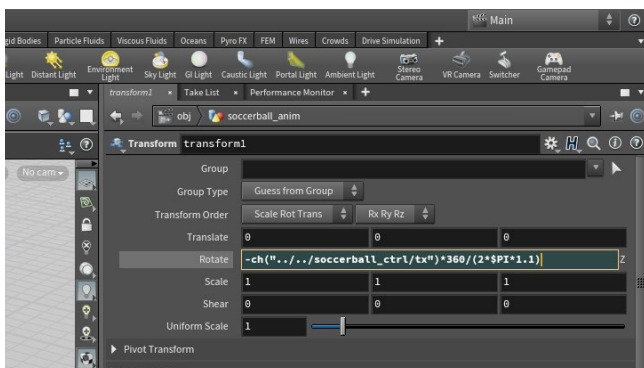 Main
gid Bodies Particle Fluids Viscous Fluids Oceans Pyro FX FEM Wires Crowds Drive Simulation +
Light Distant Light Environment Light Sky Light GI Light Caustic Light Portal Light Ambient Light Stereo Camera VR Camera Switcher Gamepad Camera
transform1 × Take List × Performance Monitor × +
obj soccerball_anim
Transform transform1
No cam
Group
Group Type Guess from Group
Transform Order Scale Rot Trans Rx Ry Rz
Translate 0 0 0
Rotate -ch("../../soccerball_ctrl/tx")*360/(2*$PI*1.1) Z
Scale 1 1 1
Shear 0 0 0
Uniform Scale 1
Pivot Transform